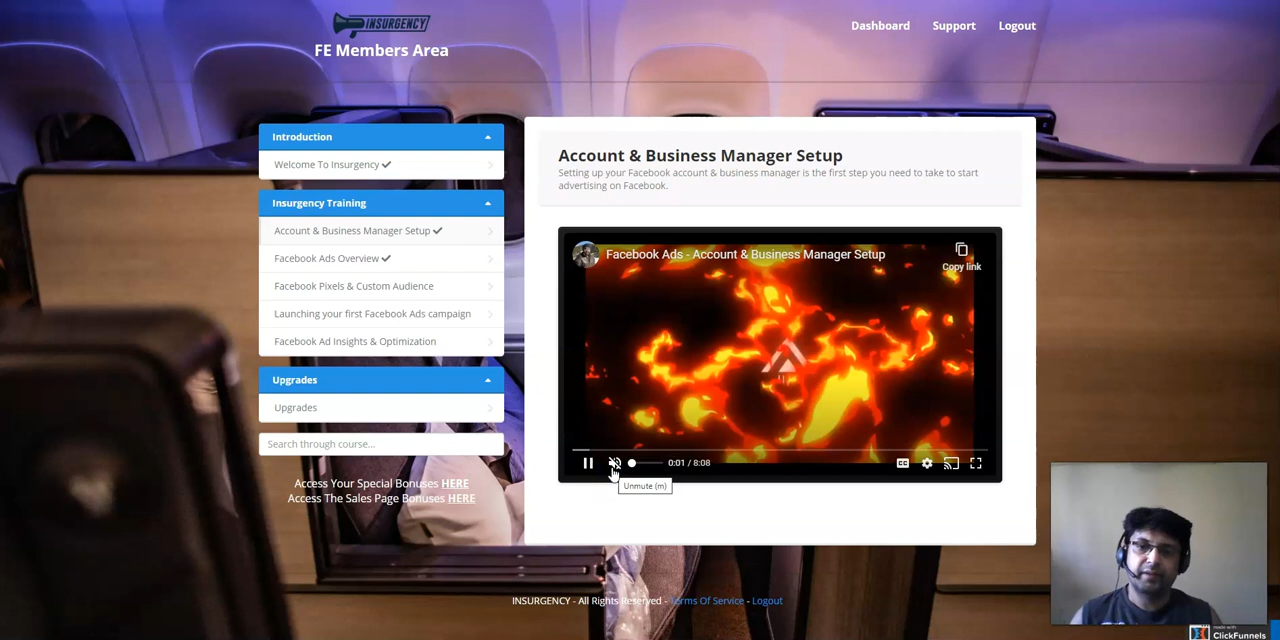 INSURGENCY
FE Members Area
Dashboard
Support
Logout
Introduction
Welcome To Insurgency
Insurgency Training
Account & Business Manager Setup
Facebook Ads Overview
Facebook Pixels & Custom Audience
Launching your first Facebook Ads campaign
Facebook Ad Insights & Optimization
Upgrades
Upgrades
Search through course...
Access Your Special Bonuses HERE
Access The Sales Page Bonuses HERE
Account & Business Manager Setup
Setting up your Facebook account & business manager is the first step you need to take to start
advertising on Facebook.
Facebook Ads - Account & Business Manager Setup
Copy link
0:01 / 8:08
CC
Unmute (m)
INSURGENCY - All Rights Reserved - Terms Of Service - Logout
made with
ClickFunnels